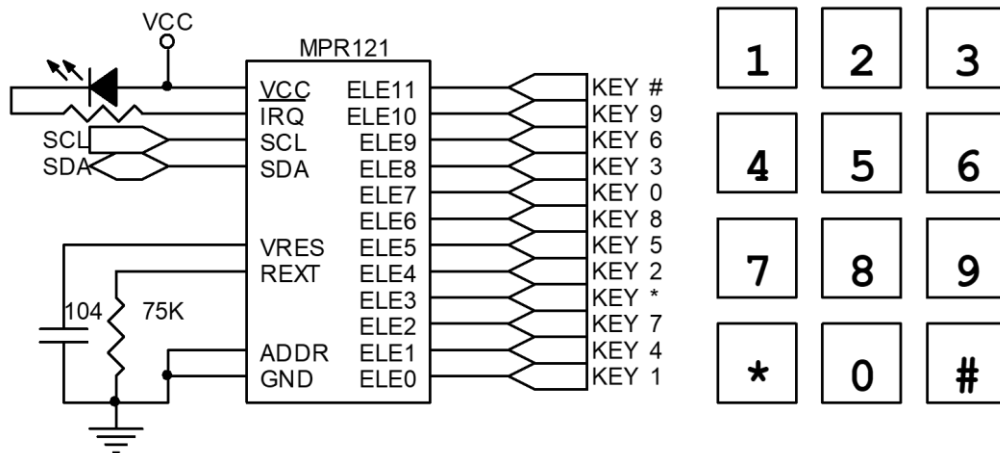 VCC
MPR121
VCC ELE11 KEY #
IRQ ELE10 KEY 9
SCL SCL ELE9 KEY 6
SDA SDA ELE8 KEY 3
ELE7 KEY 0
ELE6 KEY 8
VRES ELE5 KEY 5
REXT ELE4 KEY 2
104 75K ELE3 KEY *
ELE2 KEY 7
ADDR ELE1 KEY 4
GND ELE0 KEY 1
1 2 3
4 5 6
7 8 9
* 0 #